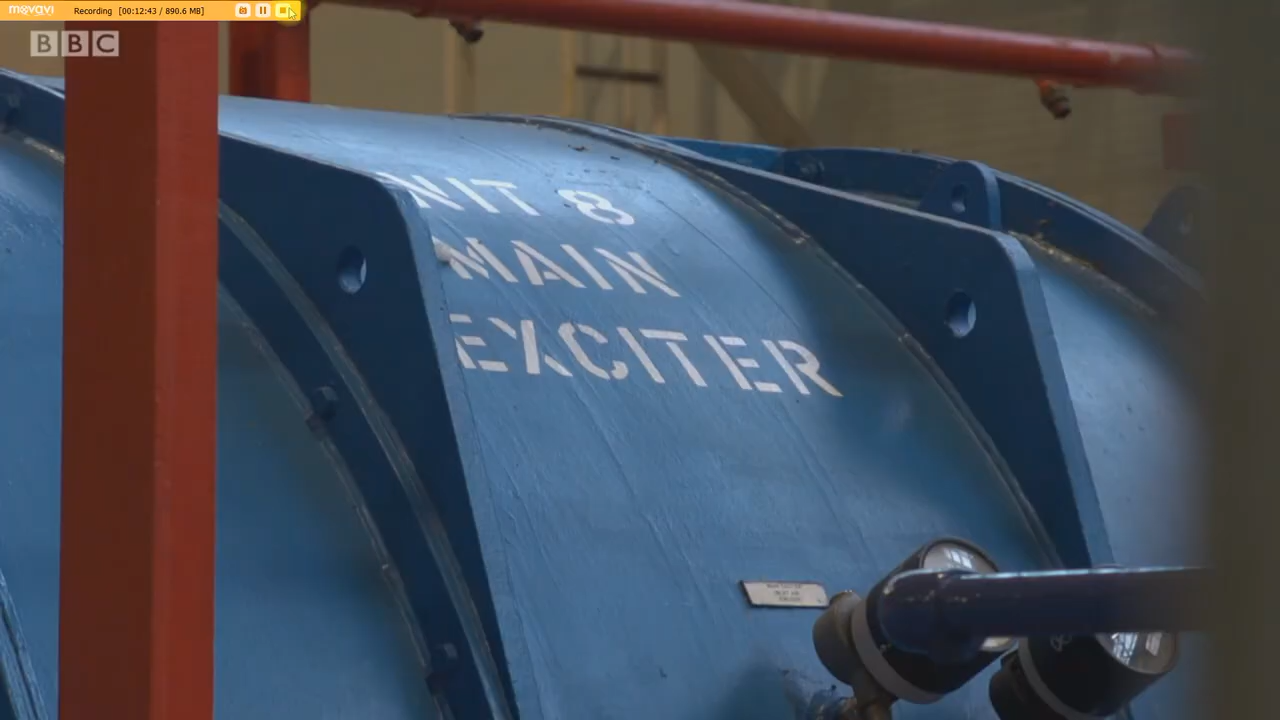 movavi Recording [00:12:43 / 890.6 MB]
BBC
NIT 8
MAIN
EXCITER